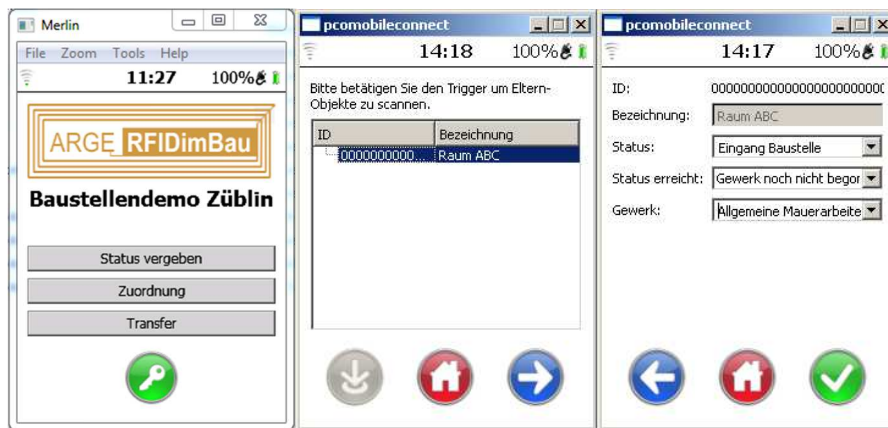 Merlin
File Zoom Tools Help
11:27 100%
ARGE RFIDimBau
Baustellendemo Züblin
Status vergeben
Zuordnung
Transfer
pcomobileconnect
14:18 100%
Bitte betätigen Sie den Trigger um Eltern-
Objekte zu scannen.
ID Bezeichnung
0000000000... Raum ABC
pcomobileconnect
14:17 100%
ID:
Bezeichnung: Raum ABC
Status: Eingang Baustelle
Status erreicht: Gewerk noch nicht begor
Gewerk: Allgemeine Mauerarbeite